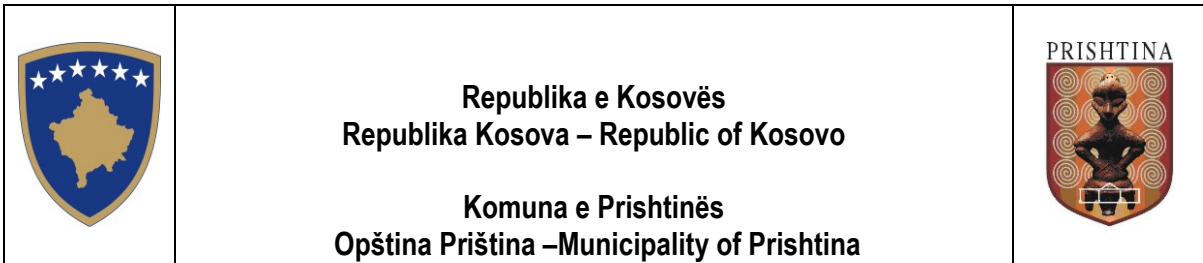 Republika e Kosovës
Republika Kosova – Republic of Kosovo
Komuna e Prishtinës
Opština Priština –Municipality of Prishtina
PRISHTINA